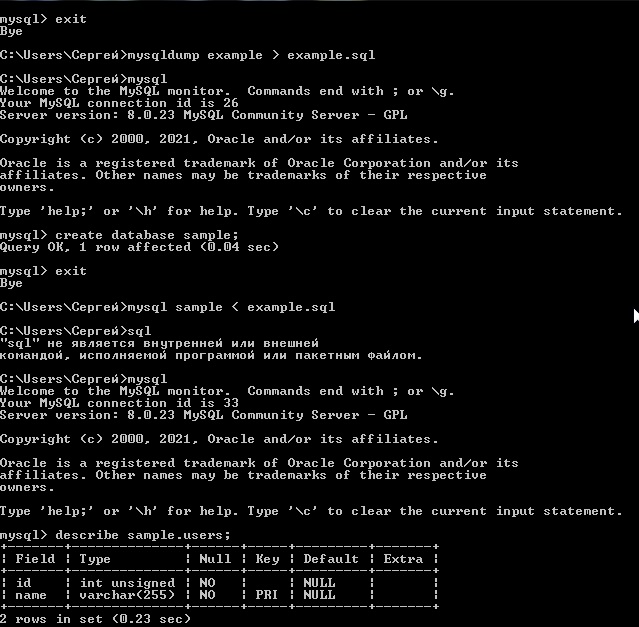 mysql> exit
Bye
C:\Users\Сергей>mysqldump example > example.sql
C:\Users\Сергей>mysql
Welcome to the MySQL monitor.  Commands end with ; or \g.
Your MySQL connection id is 26
Server version: 8.0.23 MySQL Community Server - GPL
Copyright (c) 2000, 2021, Oracle and/or its affiliates.
Oracle is a registered trademark of Oracle Corporation and/or its
affiliates. Other names may be trademarks of their respective
owners.
Type 'help;' or '\h' for help. Type '\c' to clear the current input statement.
mysql> create database sample;
Query OK, 1 row affected (0.04 sec)
mysql> exit
Bye
C:\Users\Сергей>mysql sample < example.sql
C:\Users\Сергей>sql
"sql" не является внутренней или внешней
командой, исполняемой программой или пакетным файлом.
C:\Users\Сергей>mysql
Welcome to the MySQL monitor.  Commands end with ; or \g.
Your MySQL connection id is 33
Server version: 8.0.23 MySQL Community Server - GPL
Copyright (c) 2000, 2021, Oracle and/or its affiliates.
Oracle is a registered trademark of Oracle Corporation and/or its
affiliates. Other names may be trademarks of their respective
owners.
Type 'help;' or '\h' for help. Type '\c' to clear the current input statement.
mysql> describe sample.users;
+-------+--------------+------+-----+---------+-------+
| Field | Type         | Null | Key | Default | Extra |
+-------+--------------+------+-----+---------+-------+
| id    | int unsigned | NO   |     | NULL    |       |
| name  | varchar(255) | NO   | PRI | NULL    |       |
+-------+--------------+------+-----+---------+-------+
2 rows in set (0.23 sec)